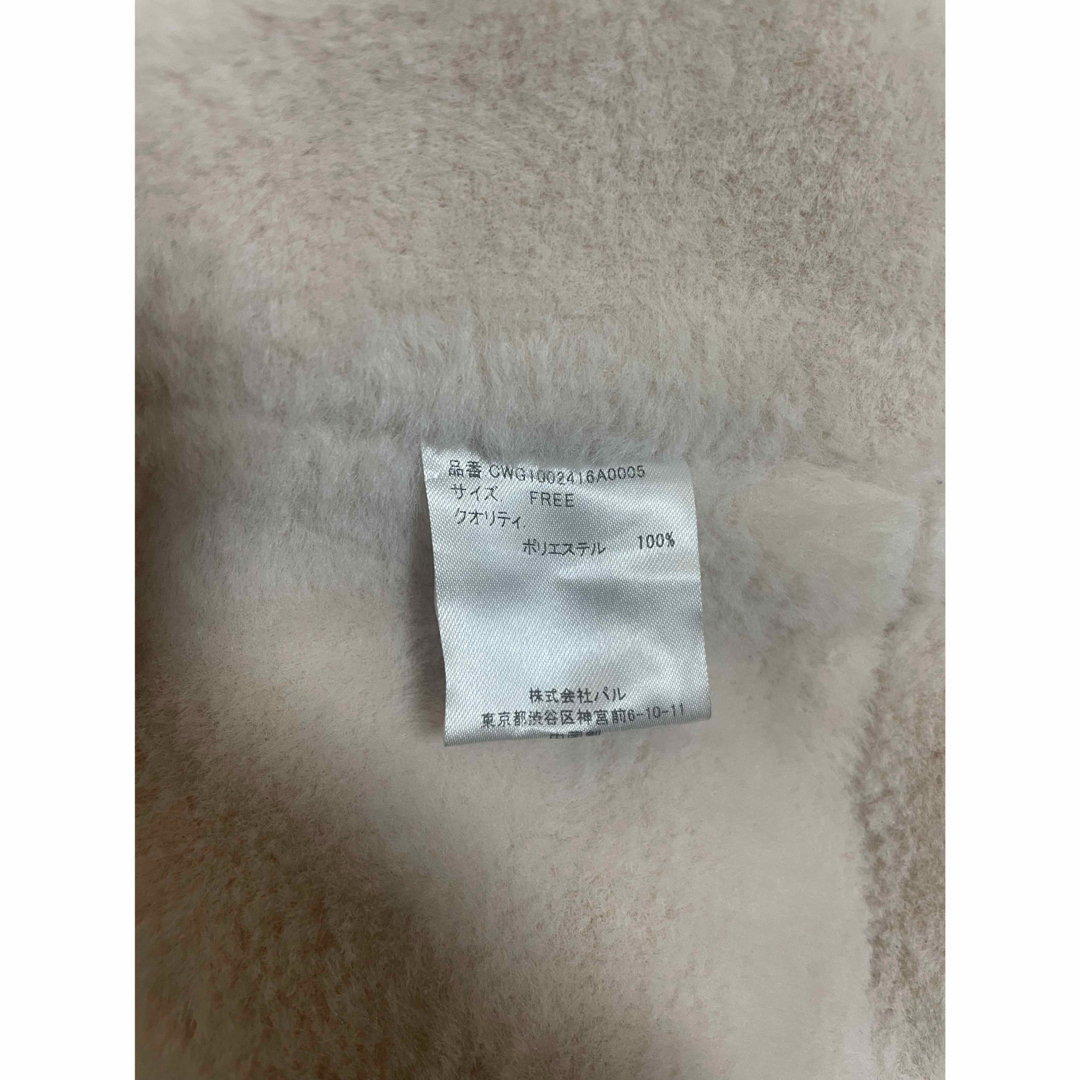 品番 CWG1002416A0005
サイズ FREE
クオリティ
ポリエステル 100%
株式会社パル
東京都渋谷区神宮前6-10-11